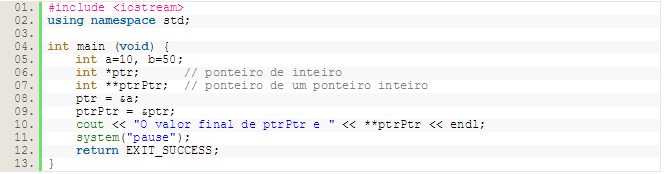 01. #include <iostream>
02. using namespace std;
03.
04. int main (void) {
05.     int a=10, b=50;
06.     int *ptr;      // ponteiro de inteiro
07.     int **ptrPtr;  // ponteiro de um ponteiro inteiro
08.     ptr = &a;
09.     ptrPtr = &ptr;
10.     cout << "O valor final de ptrPtr e " << **ptrPtr << endl;
11.     system("pause");
12.     return EXIT_SUCCESS;
13. }